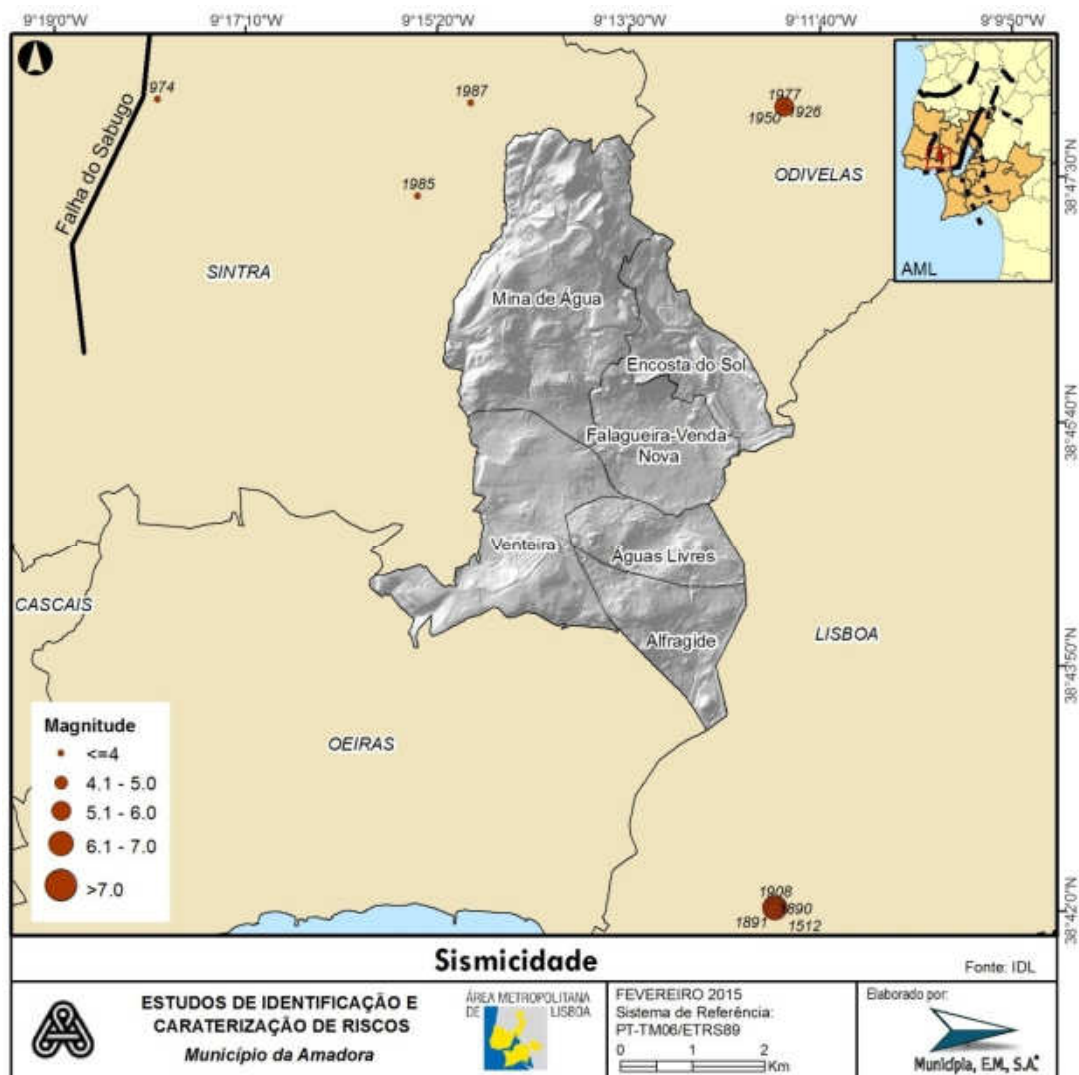 9°19'0"W 9°17'10"W 9°15'20"W 9°13'30"W 9°11'40"W 9°9'50"W
974
1987
1977
1950 1926
1985
Falha do Sabugo
ODIVELAS
38°47'30"N
AML
SINTRA
Mina de Água
Encosta do Sol
Falagueira-Venda-
Nova
38°45'40"N
Venteira
Águas Livres
CASCAIS
LISBOA
Alfragide
38°43'50"N
OEIRAS
Magnitude
<=4
4.1 - 5.0
5.1 - 6.0
6.1 - 7.0
>7.0
1908
1890
1891 1512
38°42'0"N
Sismicidade
Fonte: IDL
ESTUDOS DE IDENTIFICAÇÃO E
CARATERIZAÇÃO DE RISCOS
Município da Amadora
ÁREA METROPOLITANA
DE LISBOA
FEVEREIRO 2015
Sistema de Referência:
PT-TM06/ETRS89
0 1 2
Km
Elaborado por:
Municípia, E.M, S.A.